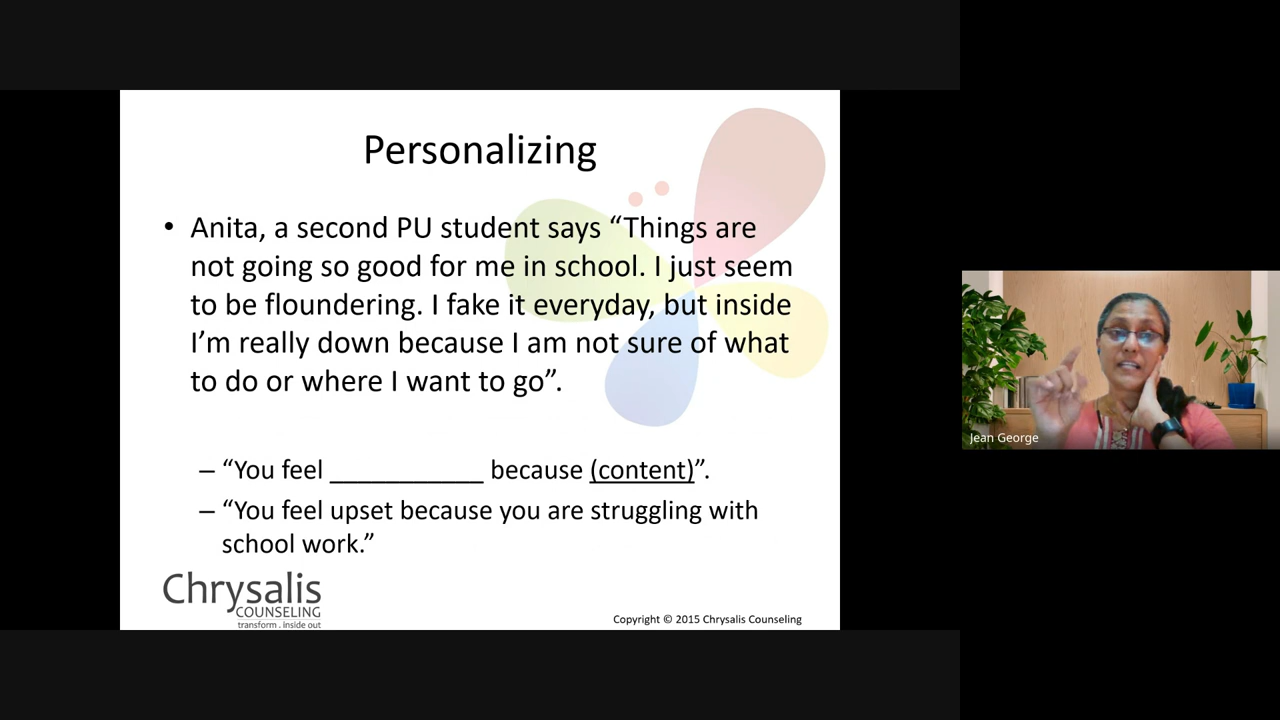 Personalizing
• Anita, a second PU student says “Things are
not going so good for me in school. I just seem
to be floundering. I fake it everyday, but inside
I’m really down because I am not sure of what
to do or where I want to go”.
– “You feel ____________ because (content)”.
– “You feel upset because you are struggling with
school work.”
Chrysalis
COUNSELING
transform . inside out
Copyright © 2015 Chrysalis Counseling
Jean George